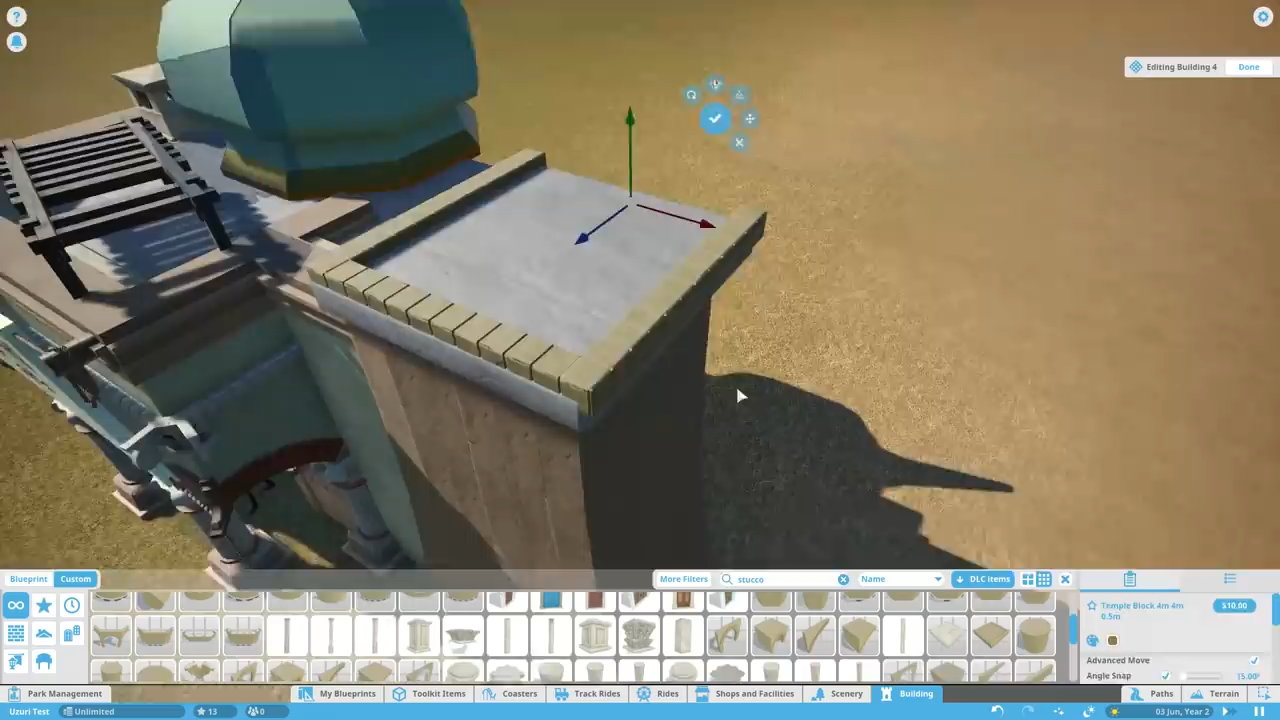 Editing Building 4
Done
Blueprint
Custom
More Filters
stucco
Name
DLC Items
Temple Block 4m 4m
0.5m
$10.00
Advanced Move
Angle Snap
15.00°
Park Management
My Blueprints
Toolkit Items
Coasters
Track Rides
Rides
Shops and Facilities
Scenery
Building
Paths
Terrain
Uzuri Test
Unlimited
13
0
03 Jun, Year 2